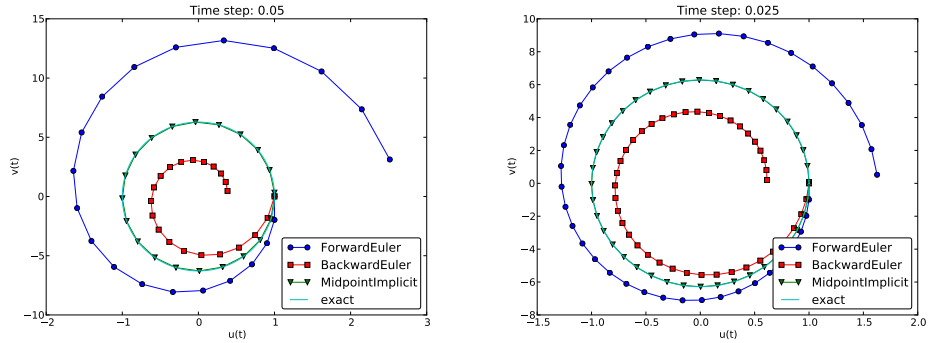 Time step: 0.05
15
10
5
0
−5
−10
v(t)
−2
−1
0
1
2
3
u(t)
ForwardEuler
BackwardEuler
MidpointImplicit
exact
Time step: 0.025
10
8
6
4
2
0
−2
−4
−6
−8
v(t)
−1.5
−1.0
−0.5
0.0
0.5
1.0
1.5
2.0
u(t)
ForwardEuler
BackwardEuler
MidpointImplicit
exact